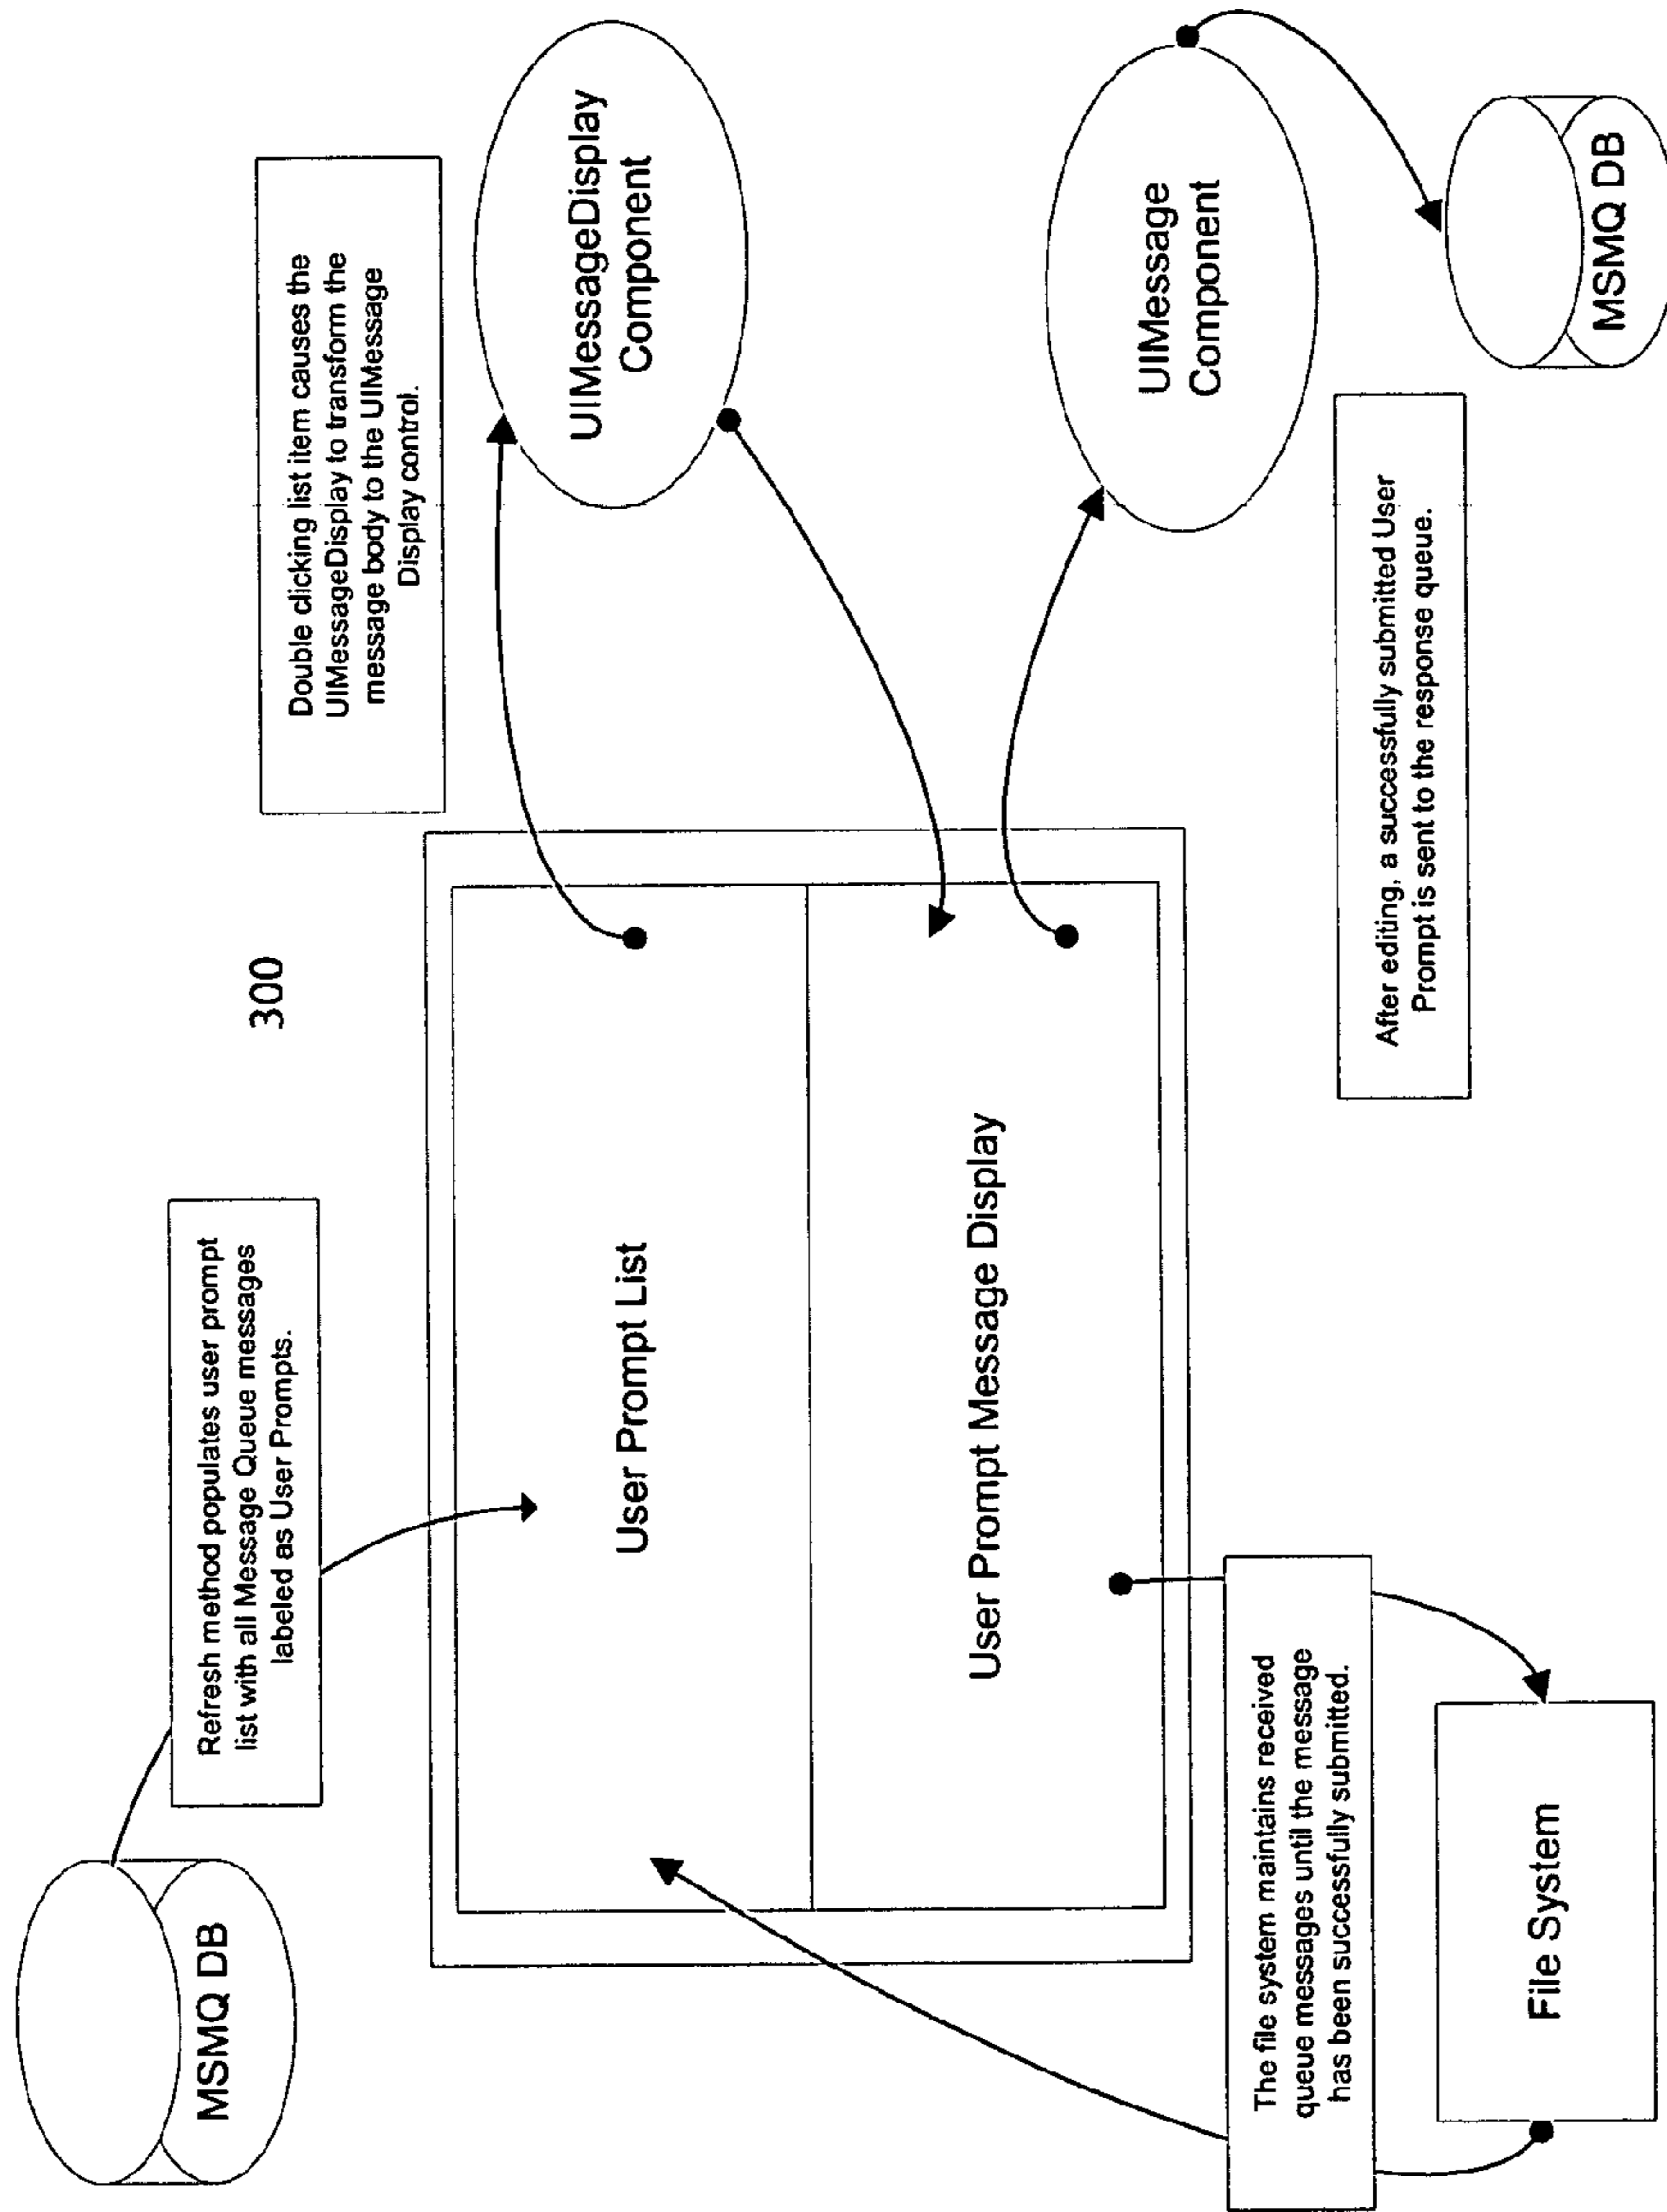 300
MSMQ DB
Refresh method populates user prompt
list with all Message Queue messages
labeled as User Prompts.
Double clicking list item causes the
UIMessageDisplay to transform the
message body to the UIMessage
Display control.
User Prompt List
UIMessageDisplay
Component
User Prompt Message Display
UIMessage
Component
The file system maintains received
queue messages until the message
has been successfully submitted.
After editing, a successfully submitted User
Prompt is sent to the response queue.
File System
MSMQ DB